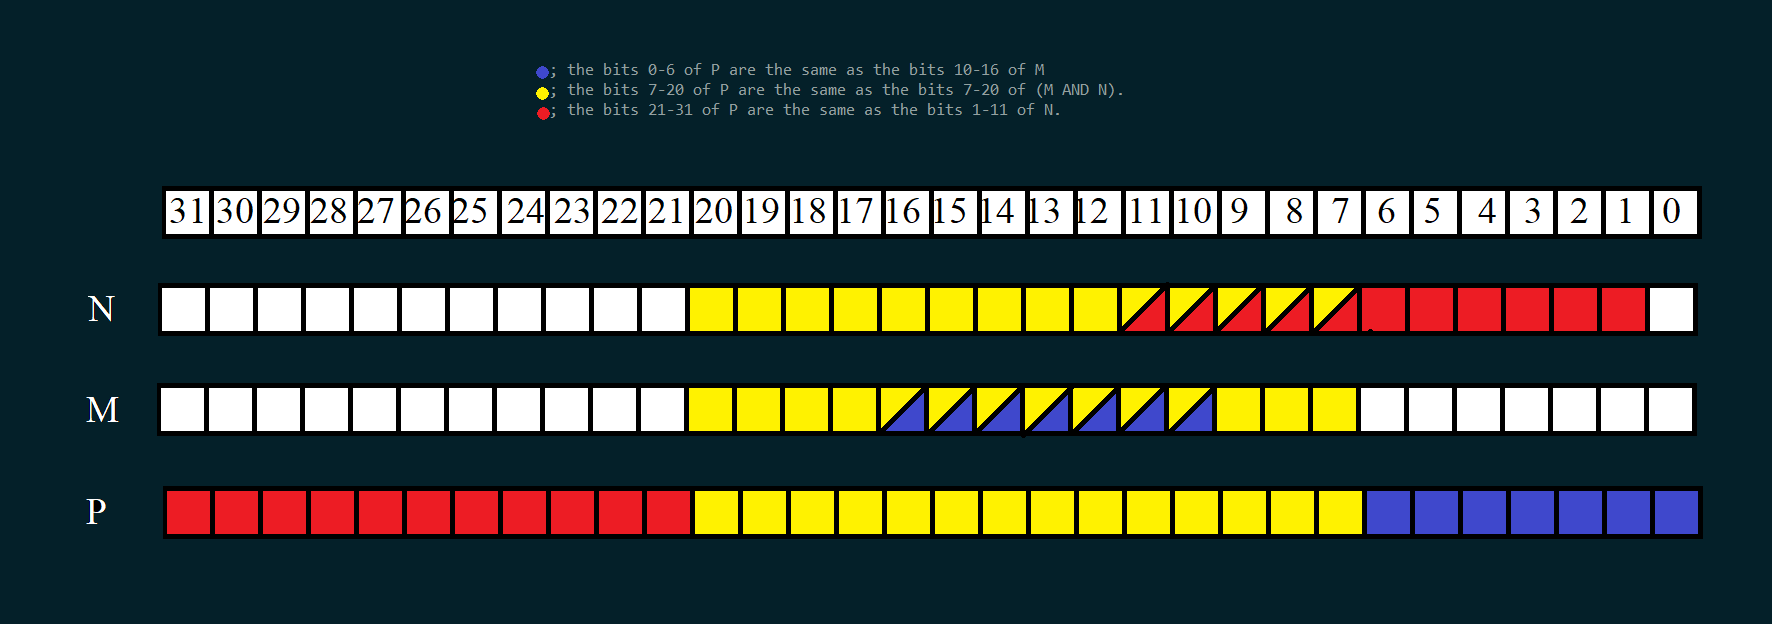 ; the bits 0-6 of P are the same as the bits 10-16 of M
; the bits 7-20 of P are the same as the bits 7-20 of (M AND N).
; the bits 21-31 of P are the same as the bits 1-11 of N.
31 30 29 28 27 26 25 24 23 22 21 20 19 18 17 16 15 14 13 12 11 10 9 8 7 6 5 4 3 2 1 0
N
M
P